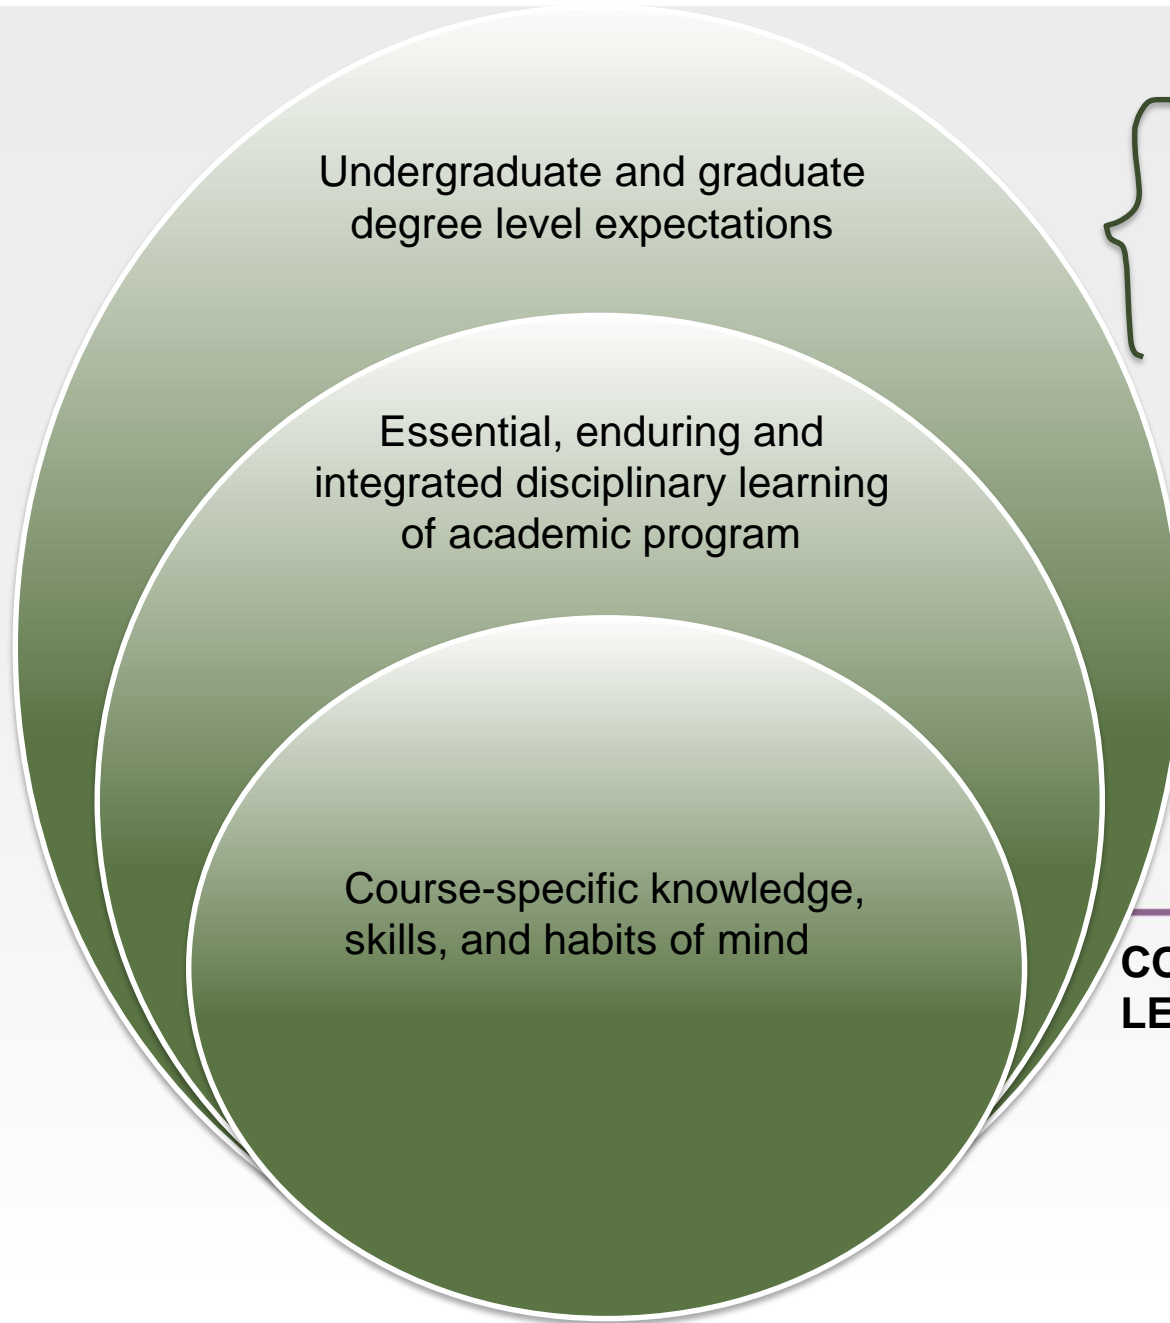 Undergraduate and graduate
degree level expectations
Essential, enduring and
integrated disciplinary learning
of academic program
Course-specific knowledge,
skills, and habits of mind